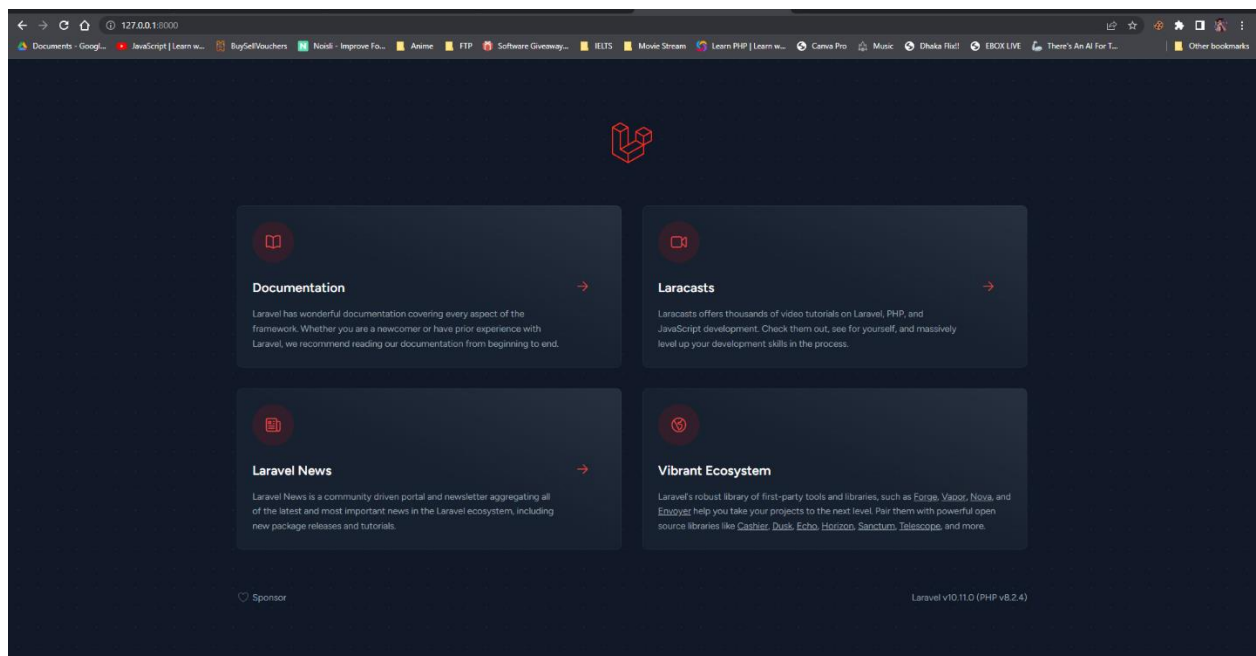 127.0.0.1:8000
Documents - Googl... JavaScript | Learn w... BuySellVouchers Noisli - Improve Fo... Anime FTP Software Giveaway... IELTS Movie Stream Learn PHP | Learn w... Canva Pro Music Dhaka Flix!! EBOX LIVE There's An AI For T... Other bookmarks
Documentation
Laravel has wonderful documentation covering every aspect of the
framework. Whether you are a newcomer or have prior experience with
Laravel, we recommend reading our documentation from beginning to end.
Laracasts
Laracasts offers thousands of video tutorials on Laravel, PHP, and
JavaScript development. Check them out, see for yourself, and massively
level up your development skills in the process.
Laravel News
Laravel News is a community driven portal and newsletter aggregating all
of the latest and most important news in the Laravel ecosystem, including
new package releases and tutorials.
Vibrant Ecosystem
Laravel's robust library of first-party tools and libraries, such as Forge, Vapor, Nova, and
Envoyer help you take your projects to the next level. Pair them with powerful open
source libraries like Cashier, Dusk, Echo, Horizon, Sanctum, Telescope, and more.
Sponsor
Laravel v10.11.0 (PHP v8.2.4)